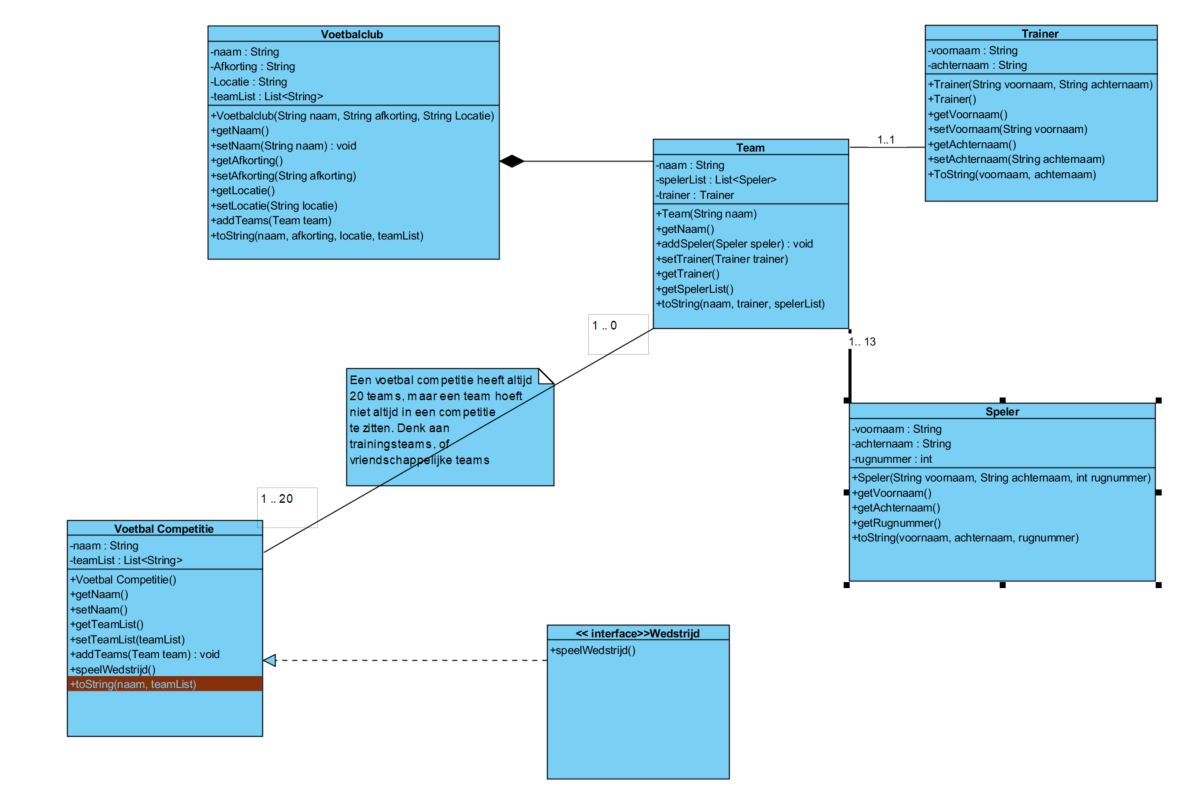 Voetbalclub
-naam : String
-Afkorting : String
-Locatie : String
-teamList : List<String>
+Voetbalclub(String naam, String afkorting, String Locatie)
+getNaam()
+setNaam(String naam) : void
+getAfkorting()
+setAfkorting(String afkorting)
+getLocatie()
+setLocatie(String locatie)
+addTeams(Team team)
+toString(naam, afkorting, locatie, teamList)
Trainer
-voornaam : String
-achternaam : String
+Trainer(String voornaam, String achternaam)
+Trainer()
+getVoornaam()
+setVoornaam(String voornaam)
+getAchternaam()
+setAchternaam(String achternaam)
+ToString(voornaam, achternaam)
1..1
Team
-naam : String
-spelerList : List<Speler>
-trainer : Trainer
+Team(String naam)
+getNaam()
+addSpeler(Speler speler) : void
+setTrainer(Trainer trainer)
+getTrainer()
+getSpelerList()
+toString(naam, trainer, spelerList)
1 .. 0
1.. 13
Een voetbal competitie heeft altijd
20 teams, maar een team hoeft
niet altijd in een competitie
te zitten. Denk aan
trainingsteams, of
vriendschappelijke teams
Speler
-voornaam : String
-achternaam : String
-rugnummer : int
+Speler(String voornaam, String achternaam, int rugnummer)
+getVoornaam()
+getAchternaam()
+getRugnummer()
+toString(voornaam, achternaam, rugnummer)
1 .. 20
Voetbal Competitie
-naam : String
-teamList : List<String>
+Voetbal Competitie()
+getNaam()
+setNaam()
+getTeamList()
+setTeamList(teamList)
+addTeams(Team team) : void
+speelWedstrijd()
+toString(naam, teamList)
<< interface>>Wedstrijd
+speelWedstrijd()